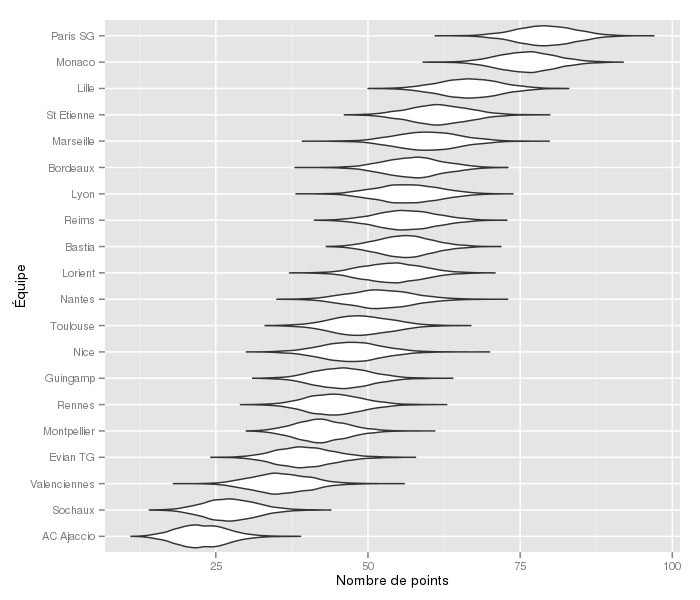 Équipe
Paris SG
Monaco
Lille
St Etienne
Marseille
Bordeaux
Lyon
Reims
Bastia
Lorient
Nantes
Toulouse
Nice
Guingamp
Rennes
Montpellier
Evian TG
Valenciennes
Sochaux
AC Ajaccio
25 50 75 100
Nombre de points